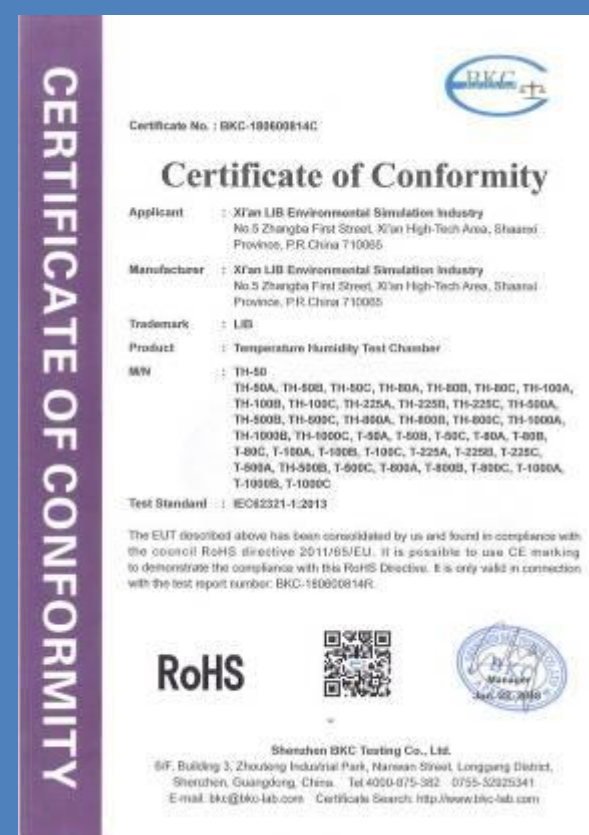 CERTIFICATE OF CONFORMITY
BKC
Certificate No. : BKC-180600814C
Certificate of Conformity
Applicant : Xi'an LIB Environmental Simulation Industry
No.5 Zhangba First Street, Xi'an High-Tech Area, Shaanxi
Province, P.R.China 710065
Manufacturer : Xi'an LIB Environmental Simulation Industry
No.5 Zhangba First Street, Xi'an High-Tech Area, Shaanxi
Province, P.R.China 710065
Trademark : LIB
Product : Temperature Humidity Test Chamber
M/N : TH-50
TH-50A, TH-50B, TH-50C, TH-80A, TH-80B, TH-80C, TH-100A,
TH-100B, TH-100C, TH-225A, TH-225B, TH-225C, TH-500A,
TH-500B, TH-500C, TH-800A, TH-800B, TH-800C, TH-1000A,
TH-1000B, TH-1000C, T-50A, T-50B, T-50C, T-80A, T-80B,
T-80C, T-100A, T-100B, T-100C, T-225A, T-225B, T-225C,
T-500A, TH-500B, T-500C, T-800A, T-800B, T-800C, T-1000A,
T-1000B, T-1000C
Test Standard : IEC62321-1:2013
The EUT described above has been consolidated by us and found in compliance with
the council RoHS directive 2011/65/EU. It is possible to use CE marking
to demonstrate the compliance with this RoHS Directive. It is only valid in connection
with the test report number: BKC-180600814R.
RoHS
Manager
Shenzhen BKC Testing Co., Ltd.
6/F, Building 3, Zhouteng Industrial Park, Nanwan Street, Longgang District,
Shenzhen, Guangdong, China. Tel:4000-875-382 0755-32925341
E-mail: bkc@bkc-lab.com Certificate Search: http://www.bkc-lab.com